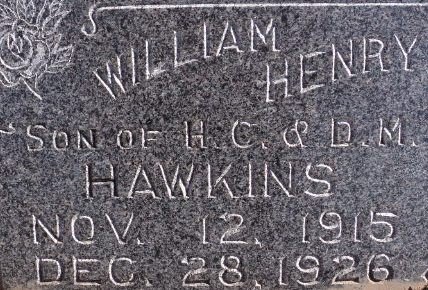 WILLIAM
HENRY
SON OF H. C. & D. M.
HAWKINS
NOV. 12, 1915
DEC. 28, 1926